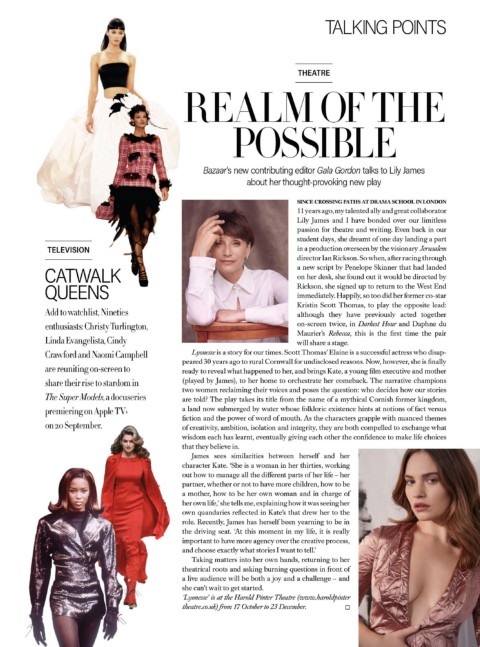 TALKING POINTS
THEATRE
REALM OF THE
POSSIBLE
Bazaar's new contributing editor Gala Gordon talks to Lily James
about her thought-provoking new play
SINCE CROSSING PATHS AT DRAMA SCHOOL IN LONDON
11 years ago, my talented ally and great collaborator
Lily James and I have bonded over our limitless
passion for theatre and writing. Even back in our
student days, she dreamt of one day landing a part
in a production overseen by the visionary Jerusalem
director Ian Rickson. So when, after racing through
a new script by Penelope Skinner that had landed
on her desk, she found out it would be directed by
Rickson, she signed up to return to the West End
immediately. Happily, so too did her former co-star
Kristin Scott Thomas, to play the opposite lead:
although they have previously acted together
on-screen twice, in Darkest Hour and Daphne du
Maurier's Rebecca, this is the first time the pair
will share a stage.
Lyonesse is a story for our times. Scott Thomas' Elaine is a successful actress who disap-
peared 30 years ago to rural Cornwall for undisclosed reasons. Now, however, she is finally
ready to reveal what happened to her, and brings Kate, a young film executive and mother
(played by James), to her home to orchestrate her comeback. The narrative champions
two women reclaiming their voices and poses the question: who decides how our stories
are told? The play takes its title from the name of a mythical Cornish former kingdom,
a land now submerged by water whose folkloric existence hints at notions of fact versus
fiction and the power of word of mouth. As the characters grapple with nuanced themes
of creativity, ambition, isolation and integrity, they are both compelled to exchange what
wisdom each has learnt, eventually giving each other the confidence to make life choices
that they believe in.
James sees similarities between herself and her
character Kate. 'She is a woman in her thirties, working
out how to manage all the different parts of her life – her
partner, whether or not to have more children, how to be
a mother, how to be her own woman and in charge of
her own life,' she tells me, explaining how it was seeing her
own quandaries reflected in Kate's that drew her to the
role. Recently, James has herself been yearning to be in
the driving seat. 'At this moment in my life, it is really
important to have more agency over the creative process,
and choose exactly what stories I want to tell.'
Taking matters into her own hands, returning to her
theatrical roots and asking burning questions in front of
a live audience will be both a joy and a challenge – and
she can't wait to get started.
'Lyonesse' is at the Harold Pinter Theatre (www.haroldpinter
theatre.co.uk) from 17 October to 23 December.
TELEVISION
CATWALK
QUEENS
Add to watchlist, Nineties
enthusiasts: Christy Turlington,
Linda Evangelista, Cindy
Crawford and Naomi Campbell
are reuniting on-screen to
share their rise to stardom in
The Super Models, a docuseries
premiering on Apple TV+
on 20 September.